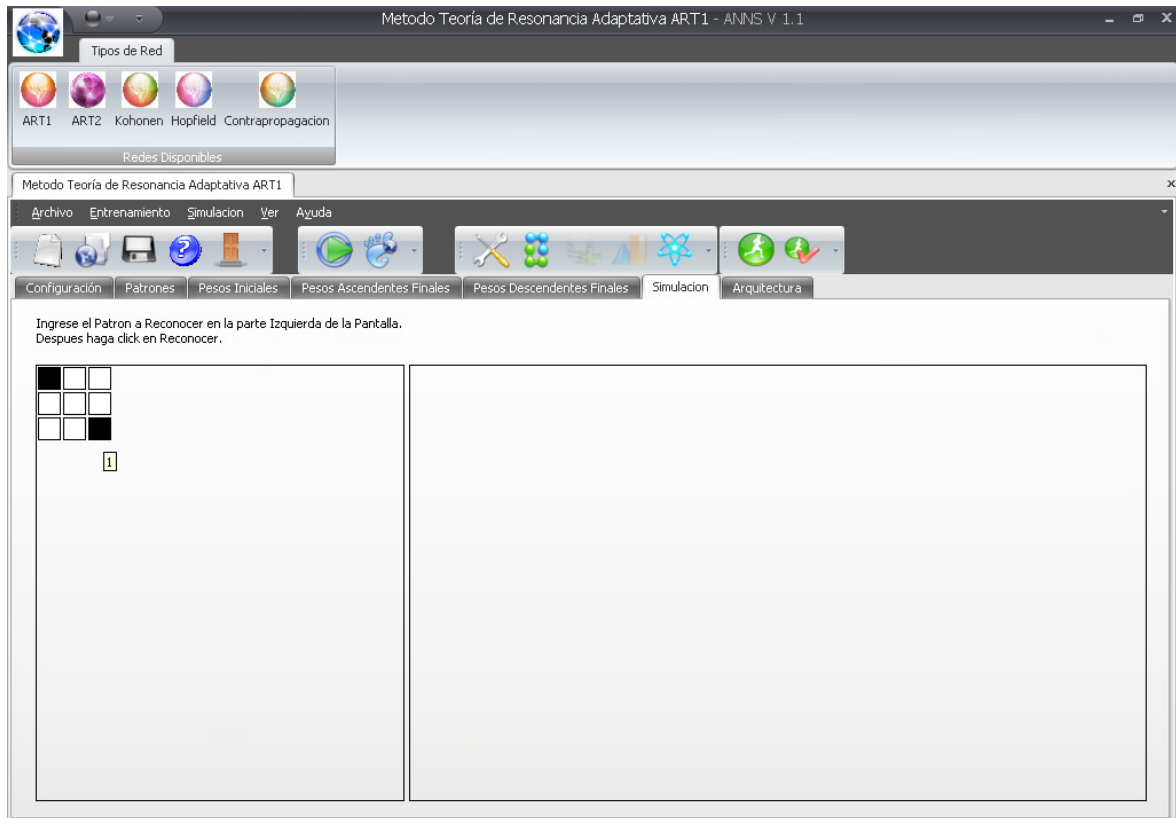 Metodo Teoría de Resonancia Adaptativa ART1 - ANNS V 1.1
Tipos de Red
ART1 ART2 Kohonen Hopfield Contrapropagacion
Redes Disponibles
Metodo Teoría de Resonancia Adaptativa ART1
Archivo Entrenamiento Simulacion Ver Ayuda
Configuración Patrones Pesos Iniciales Pesos Ascendentes Finales Pesos Descendentes Finales Simulacion Arquitectura
Ingrese el Patron a Reconocer en la parte Izquierda de la Pantalla.
Despues haga click en Reconocer.
1